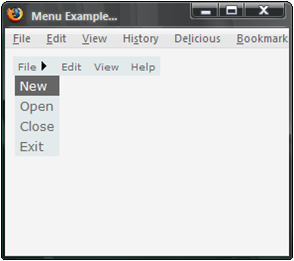 Menu Example...
File Edit View History Delicious Bookmark
File Edit View Help
New
Open
Close
Exit